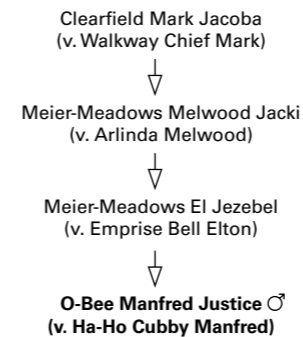 Clearfield Mark Jacoba
(v. Walkway Chief Mark)
Meier-Meadows Melwood Jacki
(v. Arlinda Melwood)
Meier-Meadows El Jezebel
(v. Emprise Bell Elton)
O-Bee Manfred Justice ♂
(v. Ha-Ho Cubby Manfred)